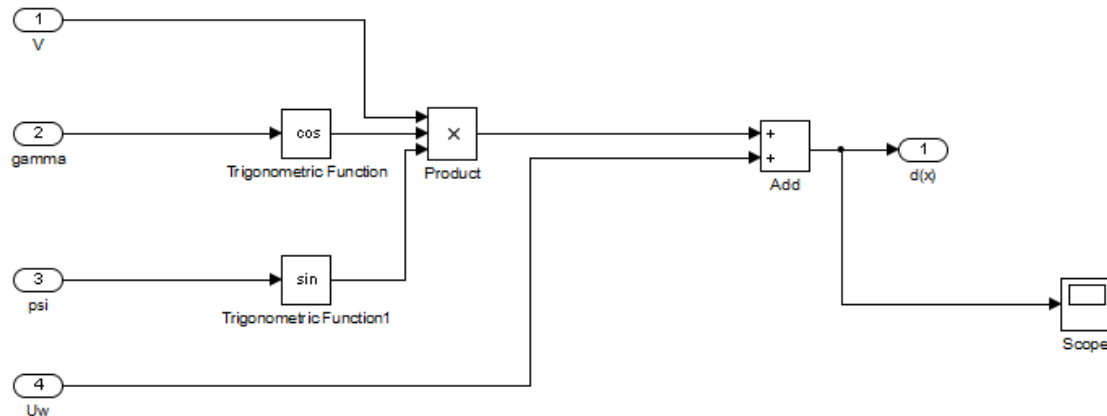 1
V
2
gamma
cos
Trigonometric Function
×
Product
+
+
Add
1
d(x)
3
psi
sin
Trigonometric Function1
Scope
4
Uw